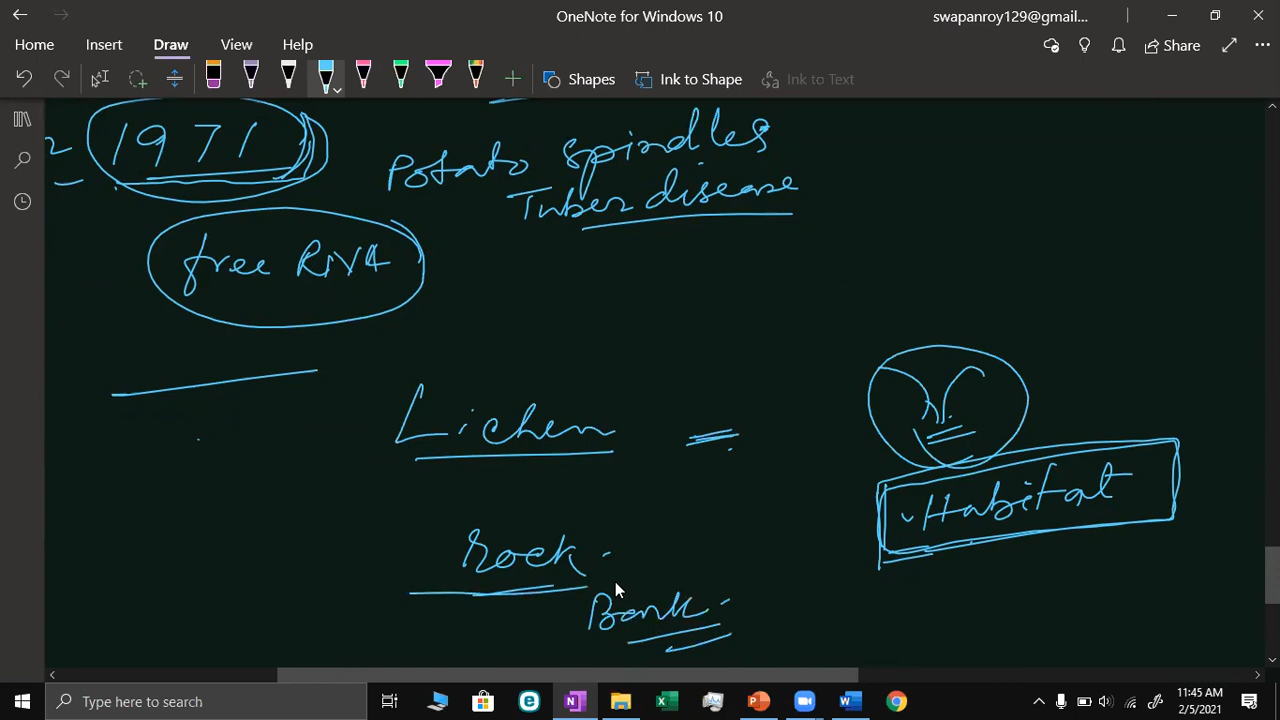 OneNote for Windows 10
swapanroy129@gmail...
Home Insert Draw View Help
Share
Shapes
Ink to Shape
Ink to Text
1971
Potato spindles
Tuber disease
free RNA
Lichen =
Habitat
rock -
Bank -
Type here to search
11:45 AM
2/5/2021